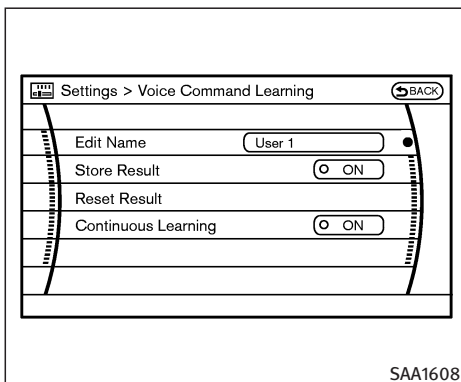 Settings > Voice Command Learning BACK
Edit Name User 1
Store Result ON
Reset Result
Continuous Learning ON
SAA1608